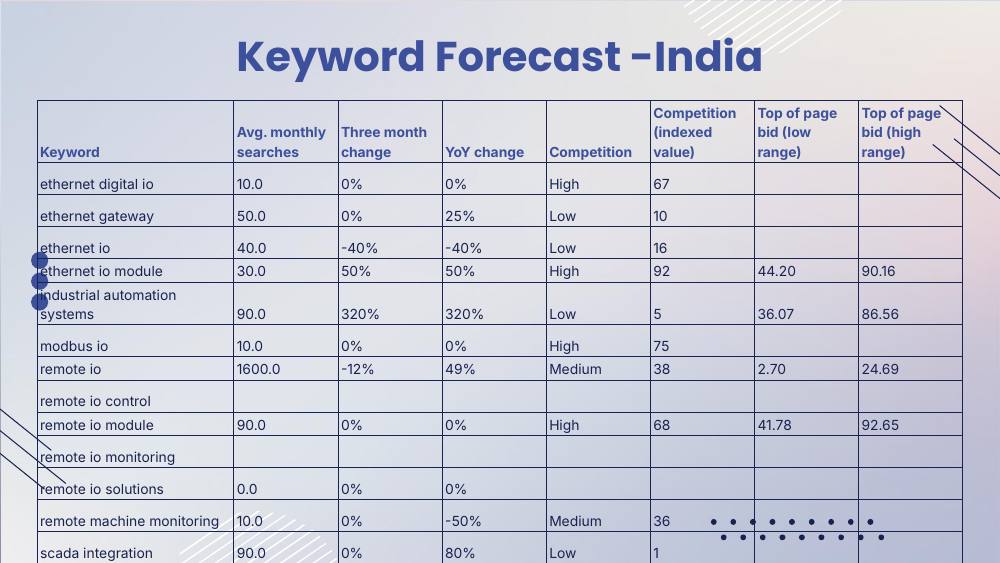 Keyword Forecast -India
Keyword Avg. monthly searches Three month change YoY change Competition Competition (indexed value) Top of page bid (low range) Top of page bid (high range)
ethernet digital io 10.0 0% 0% High 67
ethernet gateway 50.0 0% 25% Low 10
ethernet io 40.0 -40% -40% Low 16
ethernet io module 30.0 50% 50% High 92 44.20 90.16
industrial automation systems 90.0 320% 320% Low 5 36.07 86.56
modbus io 10.0 0% 0% High 75
remote io 1600.0 -12% 49% Medium 38 2.70 24.69
remote io control
remote io module 90.0 0% 0% High 68 41.78 92.65
remote io monitoring
remote io solutions 0.0 0% 0%
remote machine monitoring 10.0 0% -50% Medium 36
scada integration 90.0 0% 80% Low 1